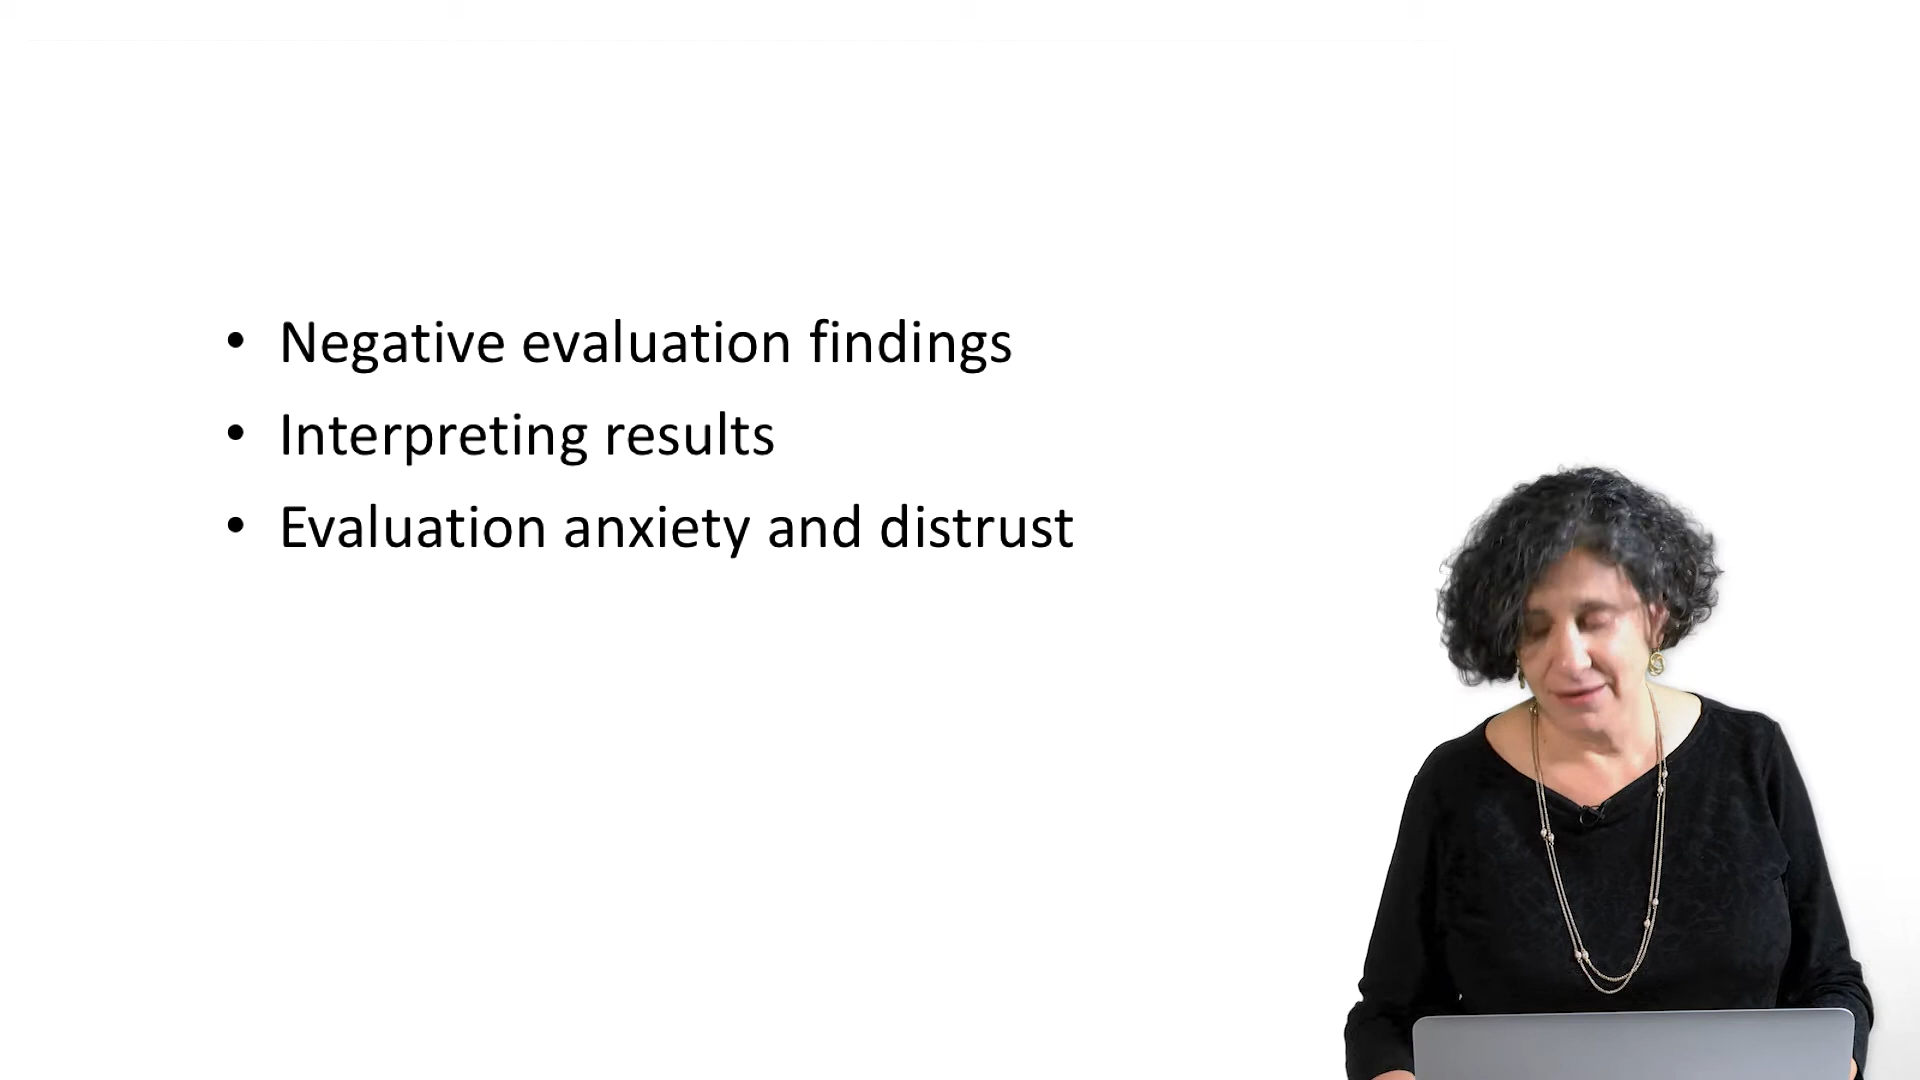 • Negative evaluation findings
• Interpreting results
• Evaluation anxiety and distrust